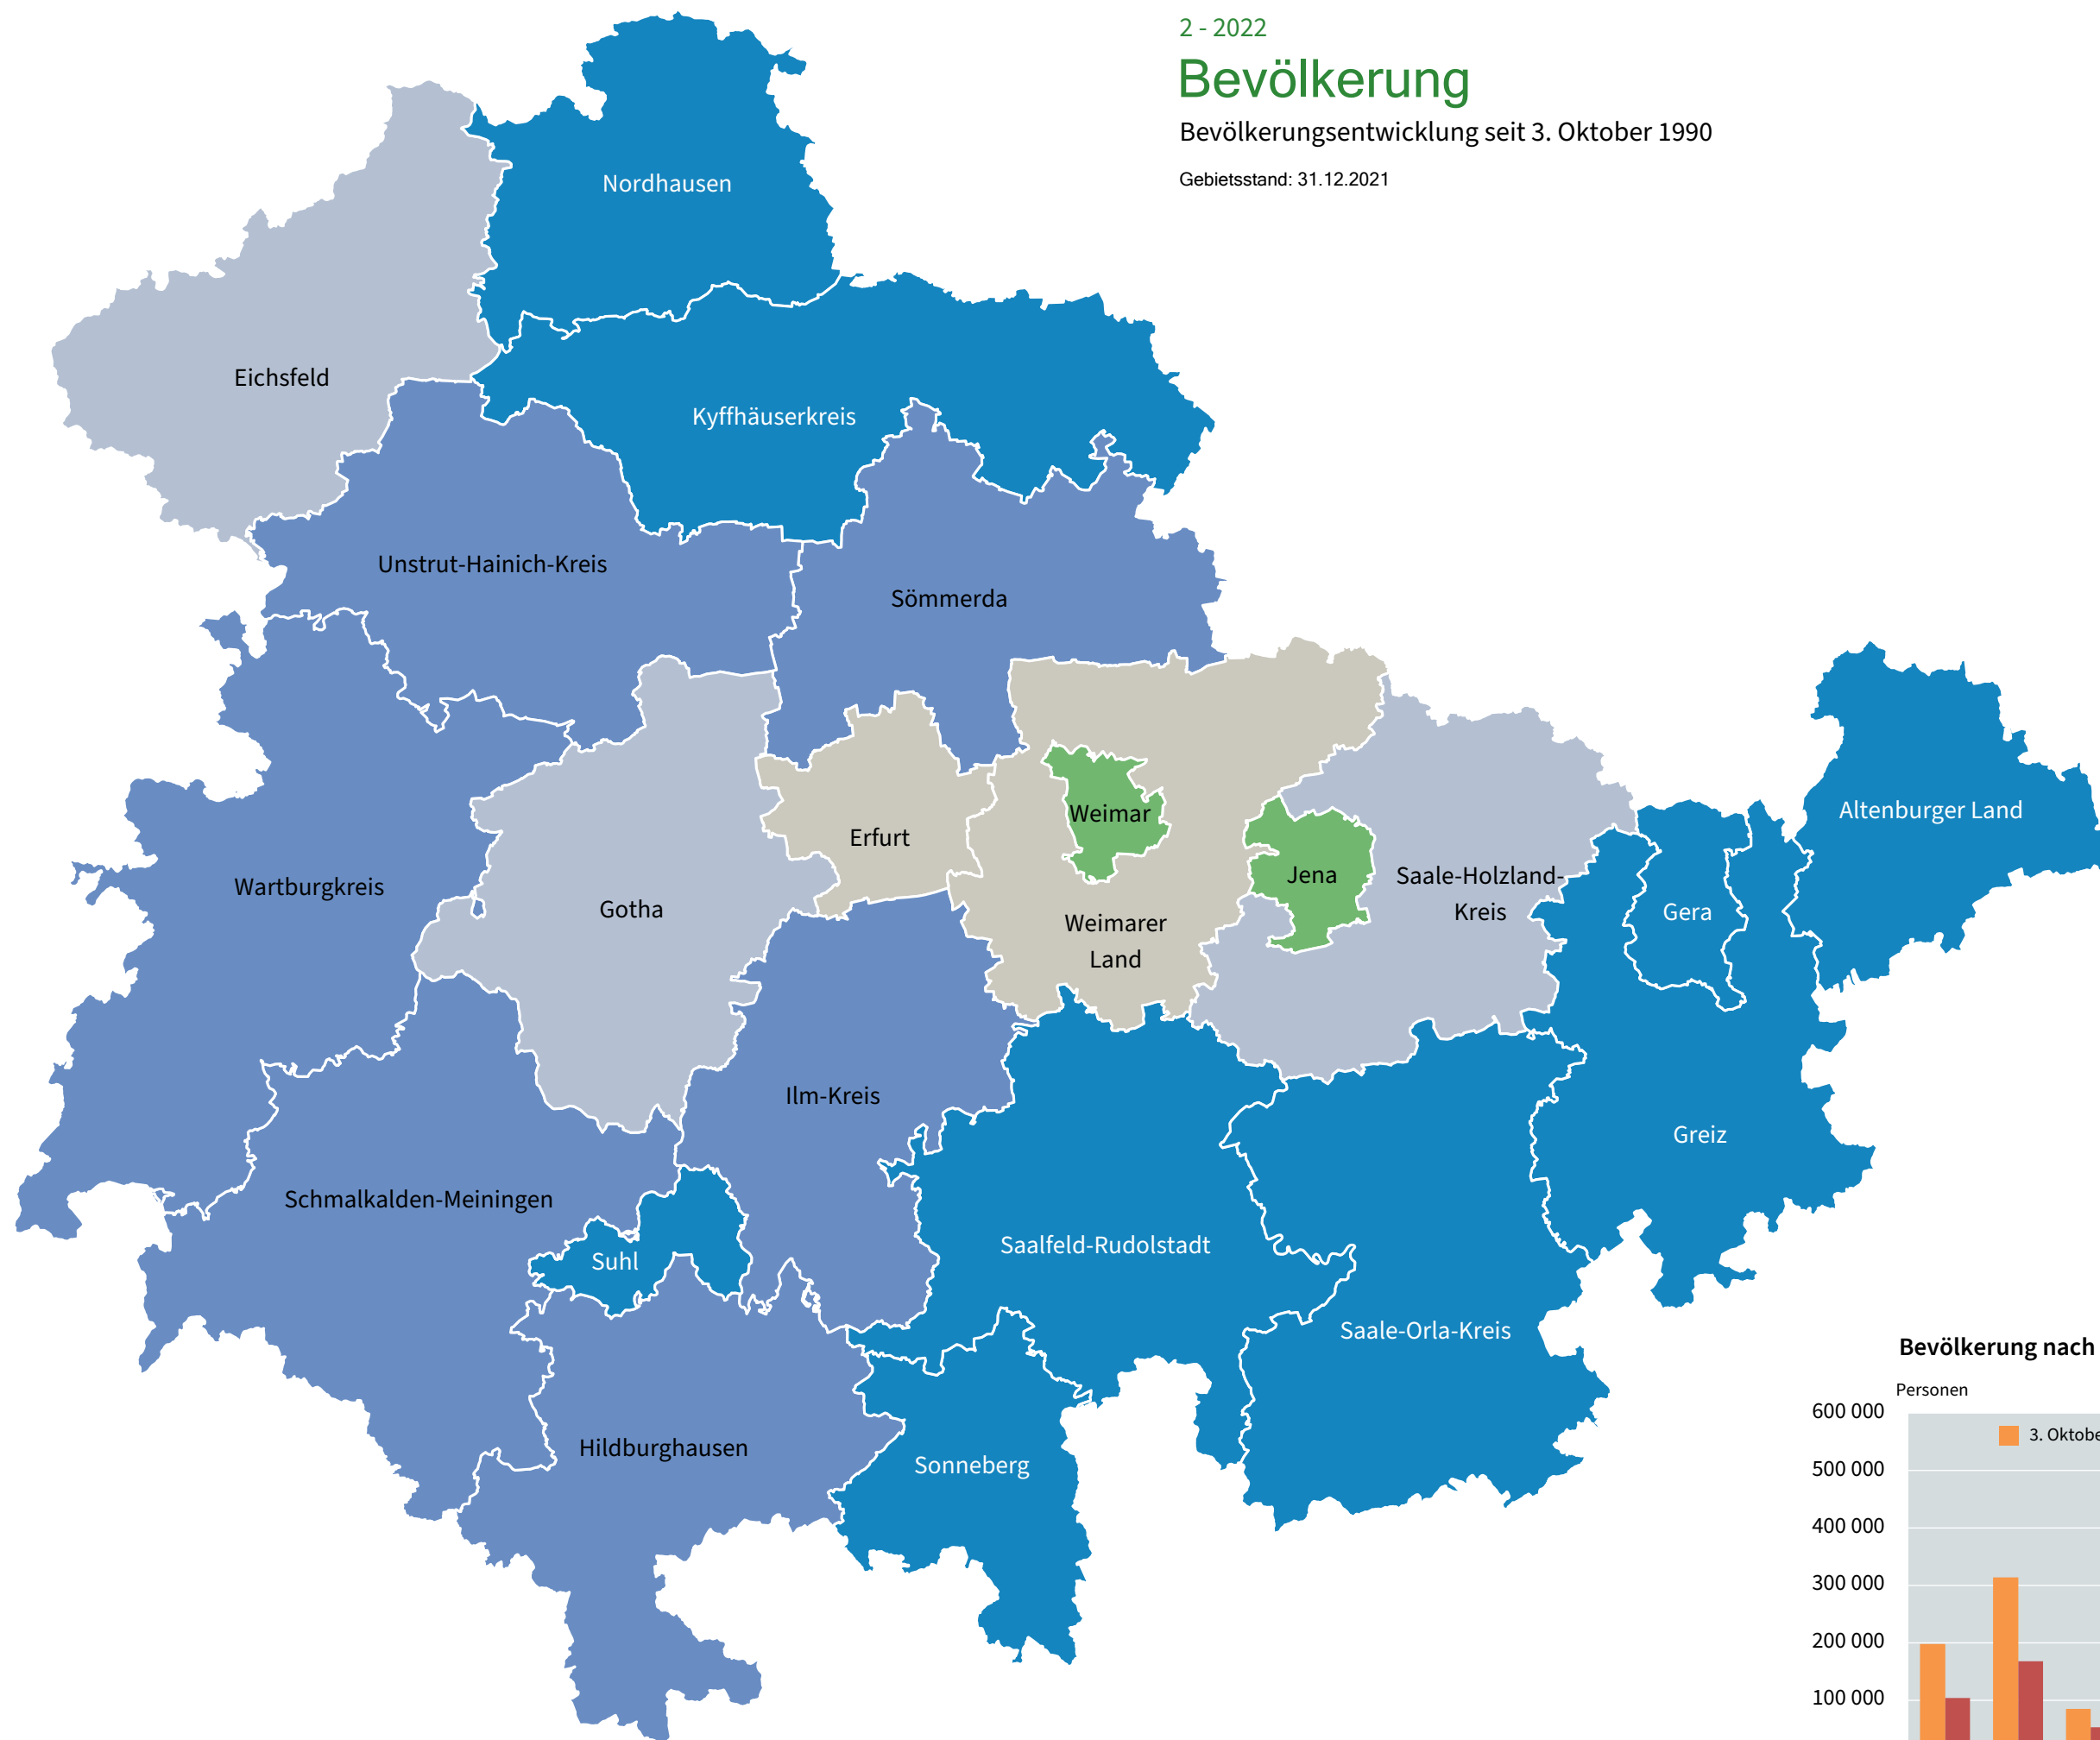 2 - 2022
Bevölkerung
Bevölkerungsentwicklung seit 3. Oktober 1990
Gebietsstand: 31.12.2021
Nordhausen
Eichsfeld
Kyffhäuserkreis
Unstrut-Hainich-Kreis
Sömmerda
Altenburger Land
Weimar
Erfurt
Jena
Saale-Holzland-
Kreis
Wartburgkreis
Gotha
Gera
Weimarer
Land
Ilm-Kreis
Greiz
Schmalkalden-Meiningen
Suhl
Saalfeld-Rudolstadt
Saale-Orla-Kreis
Hildburghausen
Sonneberg
Bevölkerung nach
Personen
600 000
3. Oktobe
500 000
400 000
300 000
200 000
100 000